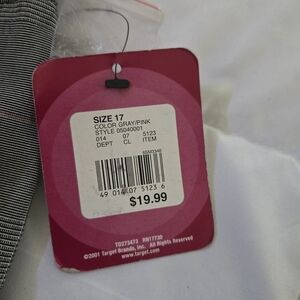 SIZE 17
COLOR GRAY/PINK
STYLE 05040001
014 07 5123
DEPT CL ITEM
49 014 07 5123 6
$19.99
TD273473 RN17730
©2001 Target Brands, Inc. All Rights Reserved
www.target.com